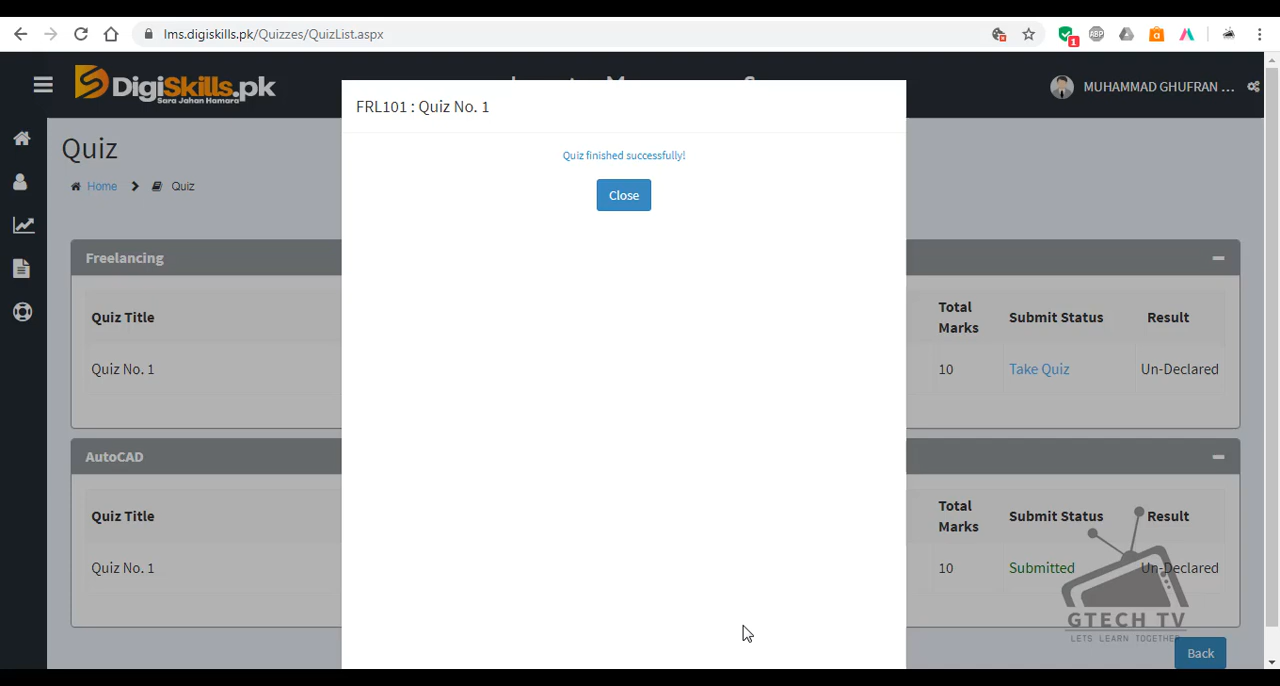 lms.digiskills.pk/Quizzes/QuizList.aspx
1
ABP
DigiSkills.pk
Sara Jahan Hamara
MUHAMMAD GHUFRAN ...
FRL101 : Quiz No. 1
Quiz finished successfully!
Close
Quiz
Home
Quiz
Freelancing
Quiz Title
Total Marks
Submit Status
Result
Quiz No. 1
10
Take Quiz
Un-Declared
AutoCAD
Quiz Title
Total Marks
Submit Status
Result
Quiz No. 1
10
Submitted
Un-Declared
GTECH TV
LETS LEARN TOGETHER
Back